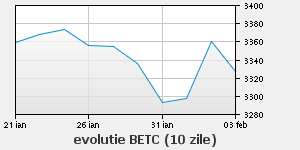 3400
3380
3360
3340
3320
3300
3280
21 ian
26 ian
31 ian
03 feb
evolutie BETC (10 zile)